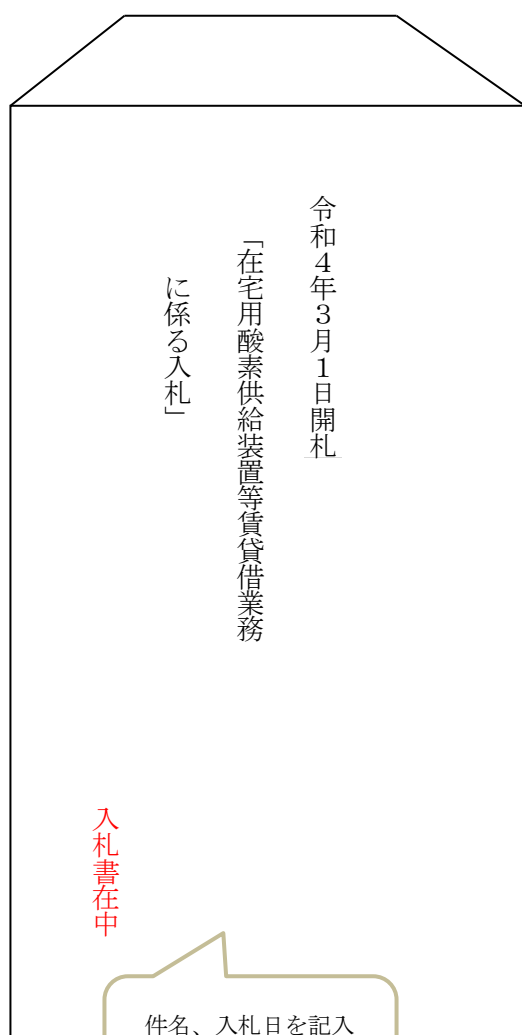 令和４年３月１日開札
「在宅用酸素供給装置等賃貸借業務
に係る入札」
入札書在中
件名、入札日を記入